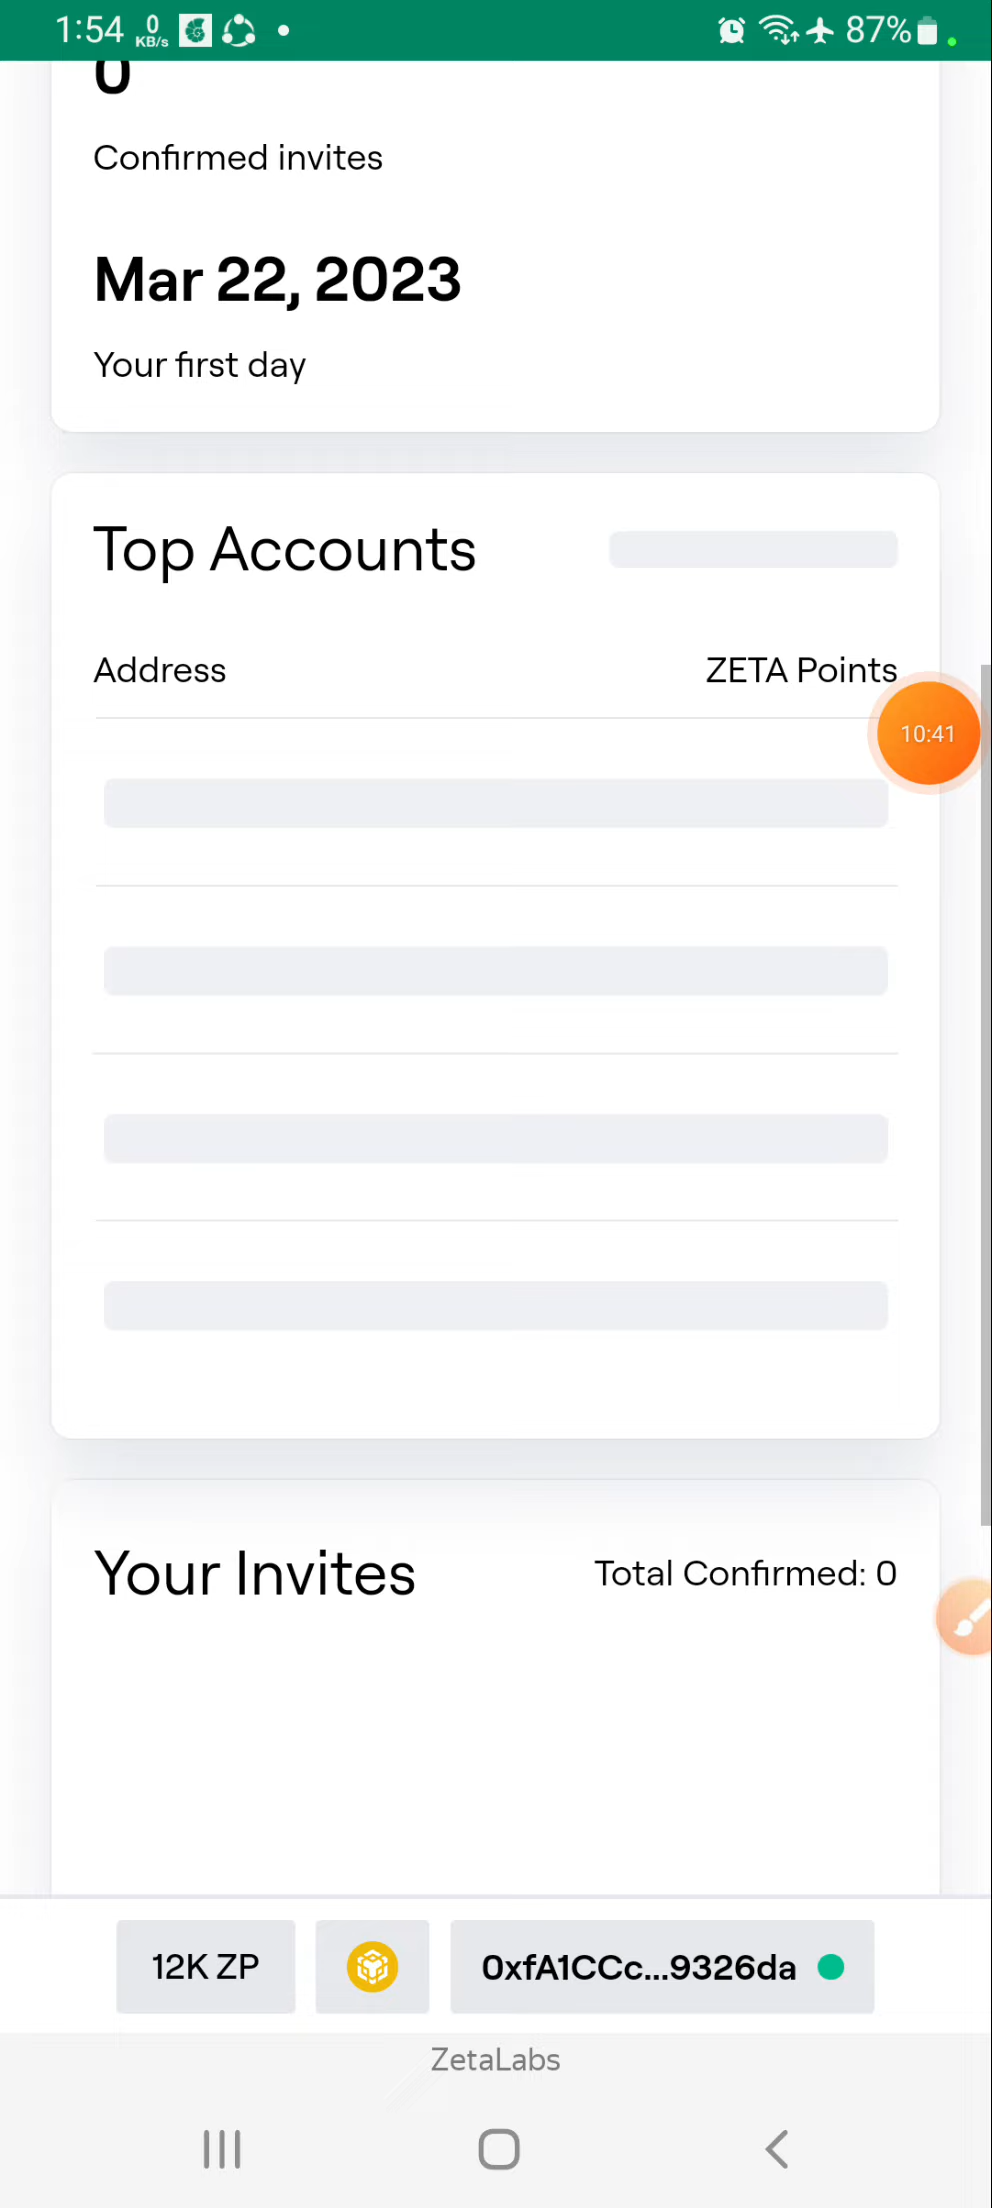 1:54 0 KB/s 87%
0
Confirmed invites
Mar 22, 2023
Your first day
Top Accounts
Address ZETA Points
10:41
Your Invites Total Confirmed: 0
12K ZP 0xfA1CCc...9326da
ZetaLabs